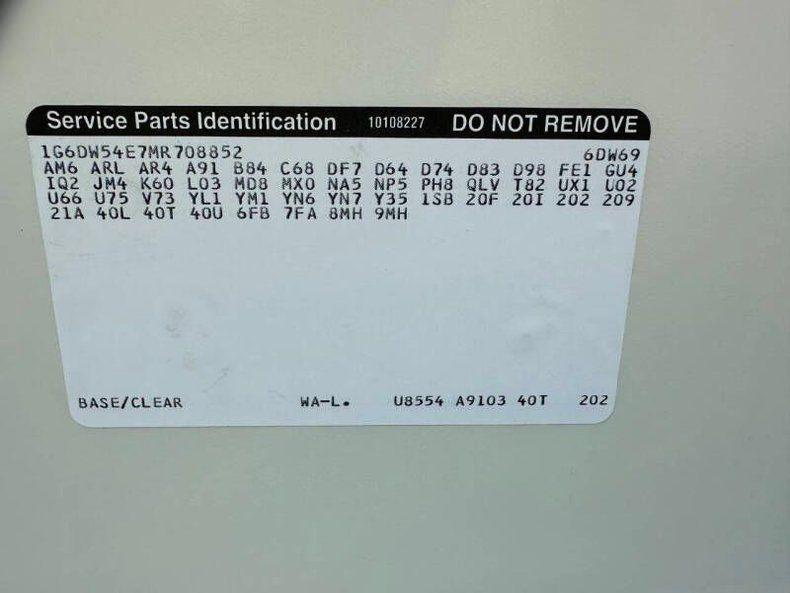 Service Parts Identification 10108227 DO NOT REMOVE
1G6DW54E7MR708852 6DW69
AM6 ARL AR4 A91 B84 C68 DF7 D64 D74 D83 D98 FE1 GU4
IQ2 JM4 K60 L03 MD8 MX0 NA5 NP5 PH8 QLV T82 UX1 U02
U66 U75 V73 YL1 YM1 YN6 YN7 Y35 1SB 20F 20I 202 209
21A 40L 40T 40U 6FB 7FA 8MH 9MH
BASE/CLEAR WA-L. U8554 A9103 40T 202